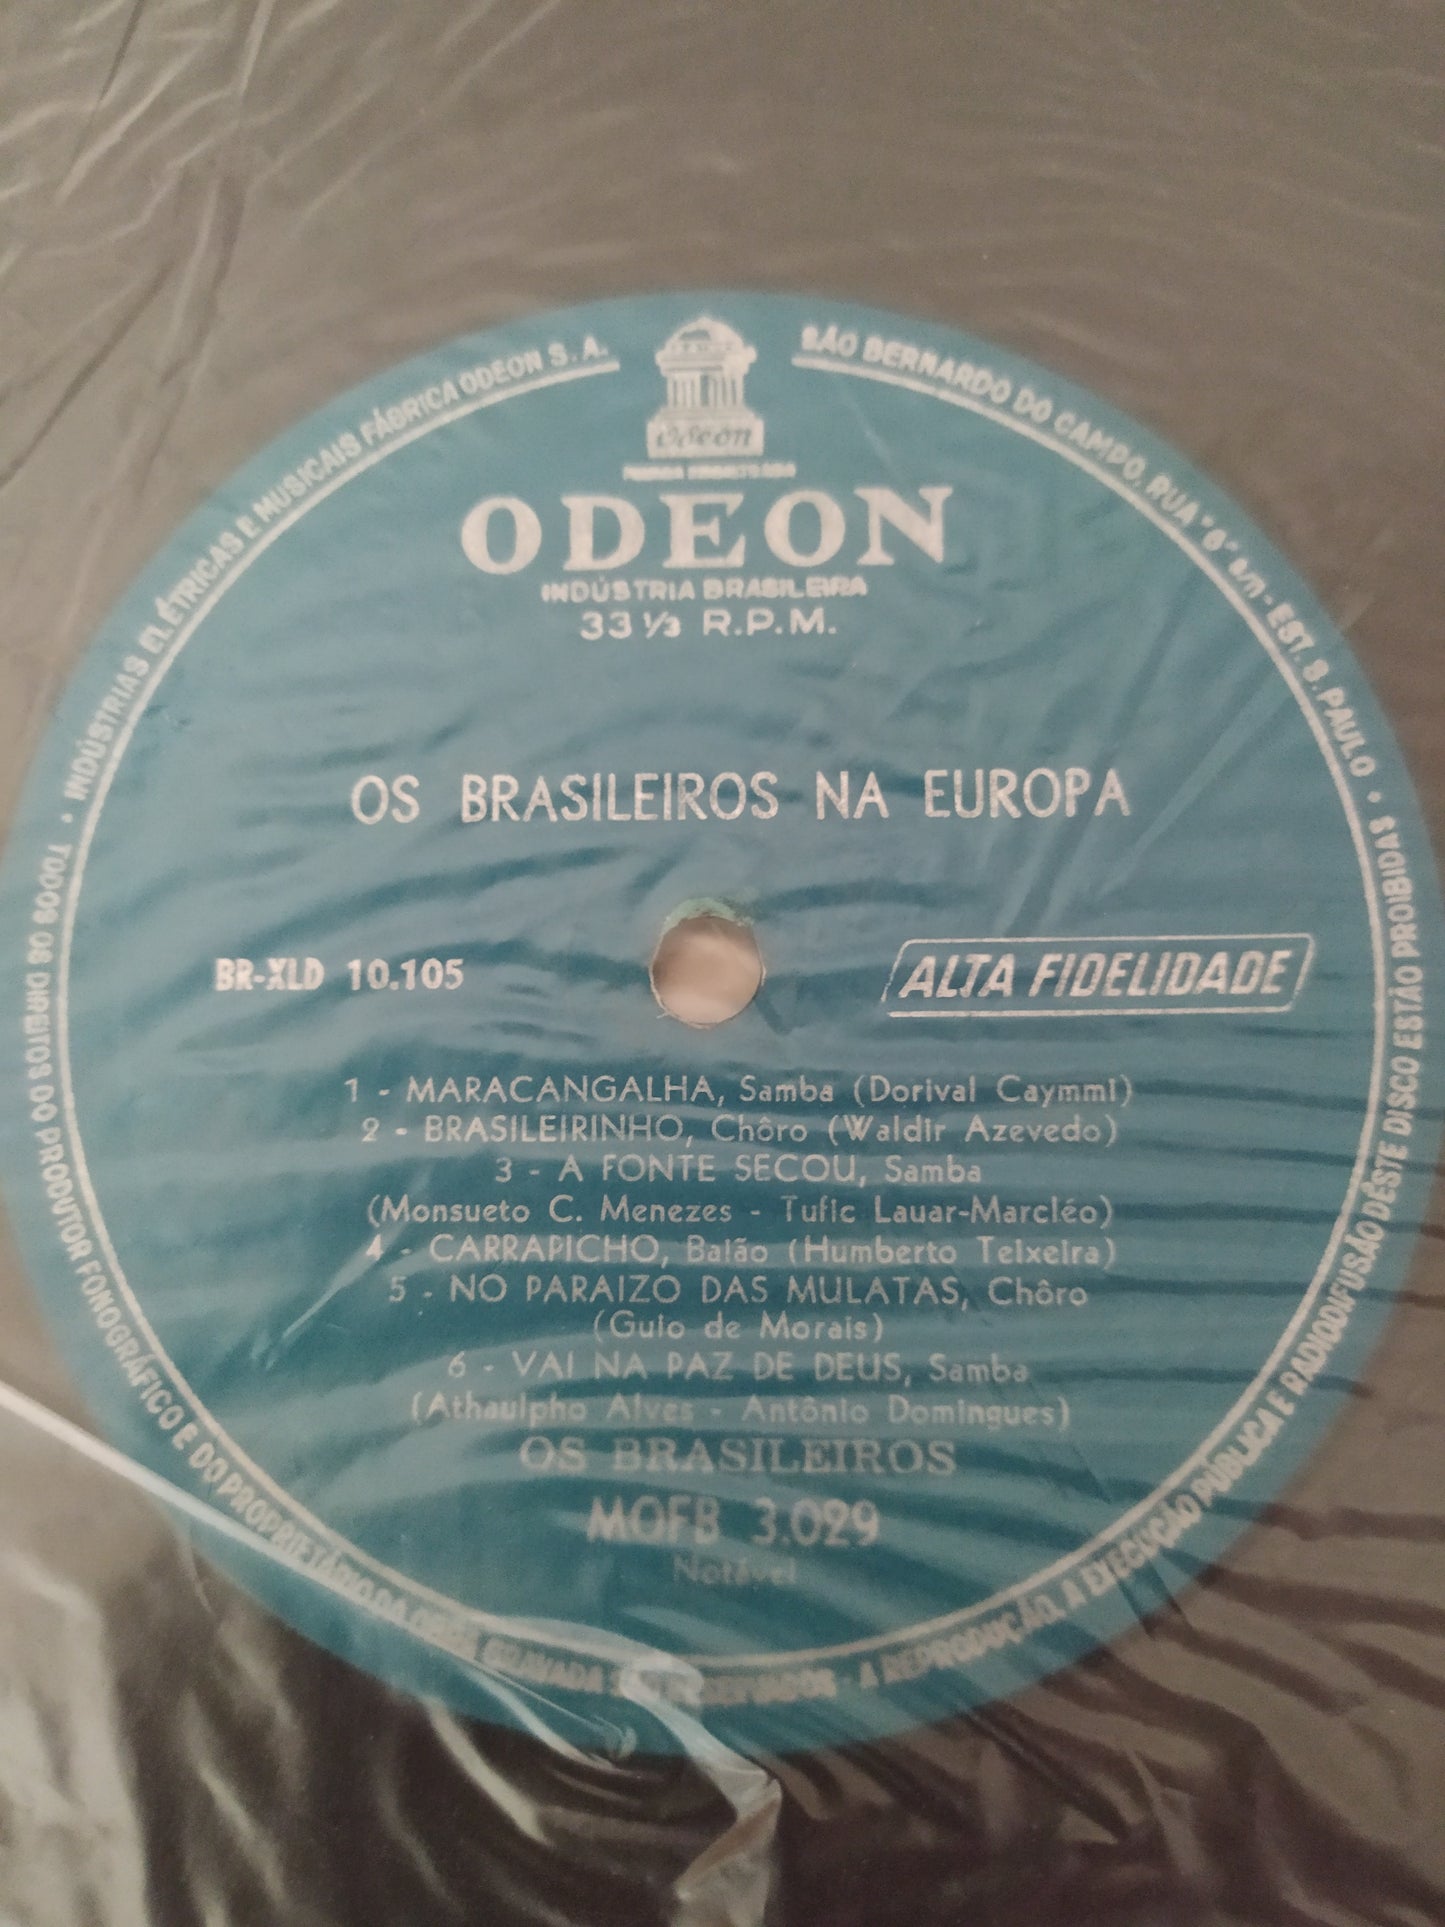 INDÚSTRIAS ELÉTRICAS E MUSICAIS FÁBRICA ODEON S. A.
SÃO BERNARDO DO CAMPO, RUA "6" s/n - EST. S. PAULO •
Odeon
ODEON
INDÚSTRIA BRASILEIRA
33 ⅓ R.P.M.
OS BRASILEIROS NA EUROPA
BR-XLD 10.105
ALTA FIDELIDADE
1 - MARACANGALHA, Samba (Dorival Caymmi)
2 - BRASILEIRINHO, Chôro (Waldir Azevedo)
3 - A FONTE SECOU, Samba
(Monsueto C. Menezes - Tufic Lauar-Marcléo)
4 - CARRAPICHO, Baião (Humberto Teixeira)
5 - NO PARAIZO DAS MULATAS, Chôro
(Guio de Morais)
6 - VAI NA PAZ DE DEUS, Samba
(Athaulpho Alves - Antônio Domingues)
OS BRASILEIROS
MOFB 3.029
Notável
• TODOS OS DIREITOS DO PRODUTOR FONOGRÁFICO E DO PROPRIETÁRIO DA OBRA GRAVADA RESERVADOS - A REPRODUÇÃO, A EXECUÇÃO PÚBLICA E RADIODIFUSÃO DÊSTE DISCO ESTÃO PROIBIDAS